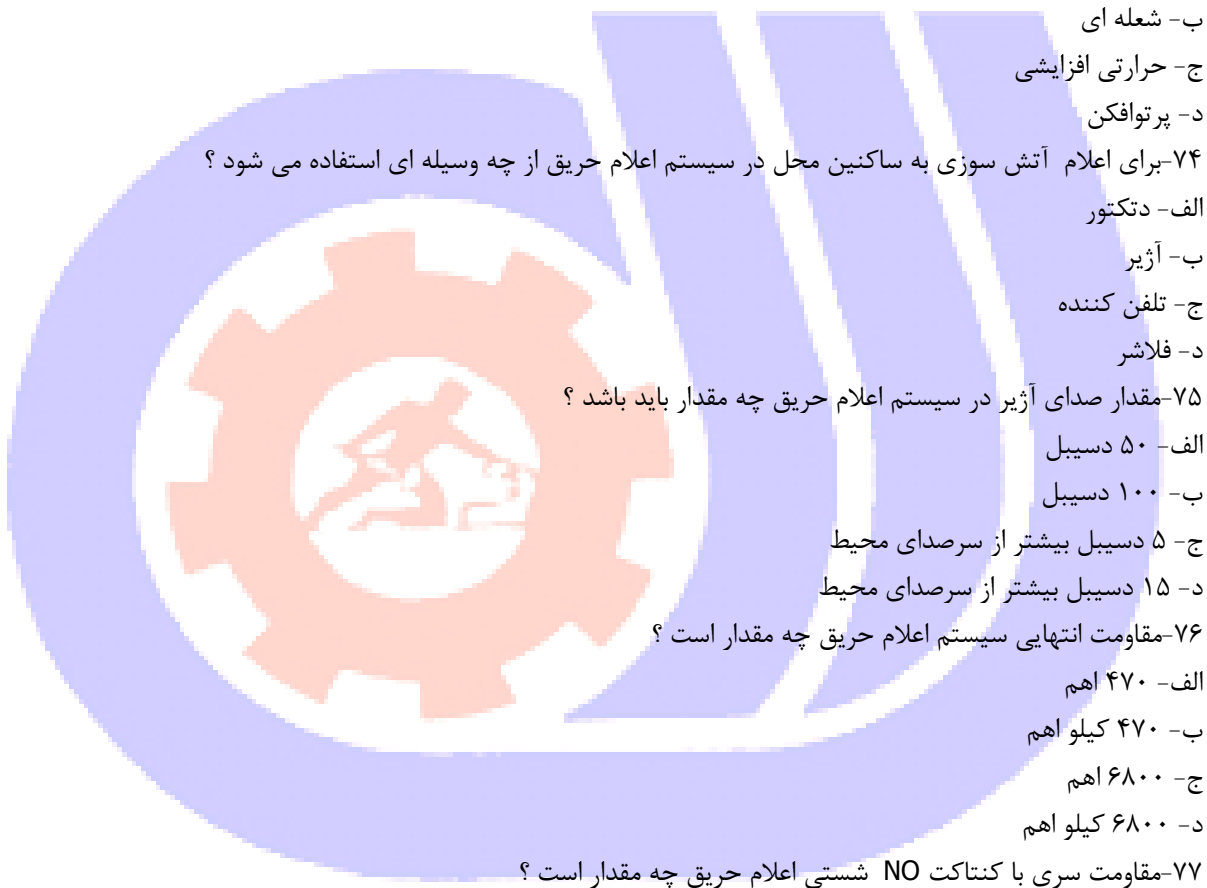 ب- شعله ای
ج- حرارتی افزایشی
د- پرتوافکن
۷۴-برای اعلام آتش سوزی به ساکنین محل در سیستم اعلام حریق از چه وسیله ای استفاده می شود ؟
الف- دتکتور
ب- آژیر
ج- تلفن کننده
د- فلاشر
۷۵-مقدار صدای آژیر در سیستم اعلام حریق چه مقدار باید باشد ؟
الف- ۵۰ دسیبل
ب- ۱۰۰ دسیبل
ج- ۵ دسیبل بیشتر از سرصدای محیط
د- ۱۵ دسیبل بیشتر از سرصدای محیط
۷۶-مقاومت انتهایی سیستم اعلام حریق چه مقدار است ؟
الف- ۴۷۰ اهم
ب- ۴۷۰ کیلو اهم
ج- ۶۸۰۰ اهم
د- ۶۸۰۰ کیلو اهم
۷۷-مقاومت سری با کنتاکت NO شستی اعلام حریق چه مقدار است ؟